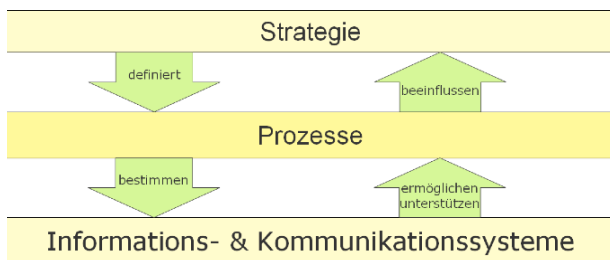 Strategie
definiert
beeinflussen
Prozesse
bestimmen
ermöglichen
unterstützen
Informations- & Kommunikationssysteme